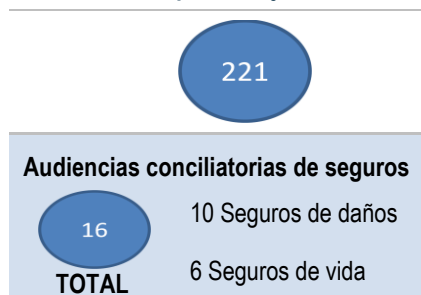 221
Audiencias conciliatorias de seguros
16
10 Seguros de daños
TOTAL
6 Seguros de vida